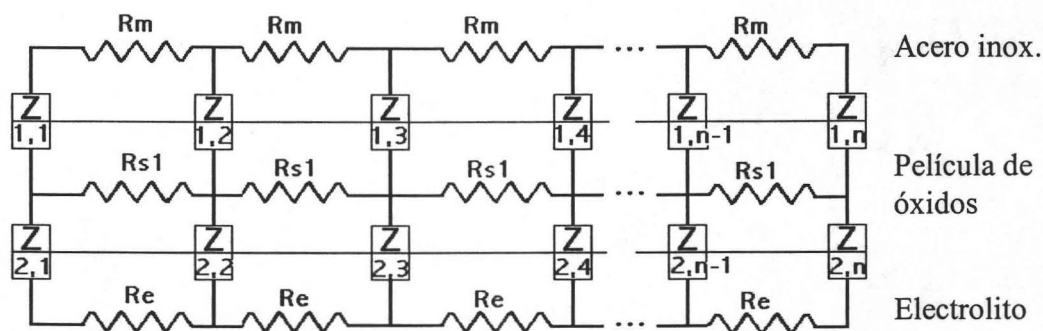 Rm Rm Rm ... Rm Acero inox.
Z 1,1 Z 1,2 Z 1,3 Z 1,4 Z 1,n-1 Z 1,n
Rs1 Rs1 Rs1 ... Rs1 Película de
óxidos
Z 2,1 Z 2,2 Z 2,3 Z 2,4 Z 2,n-1 Z 2,n
Re Re Re ... Re Electrolito